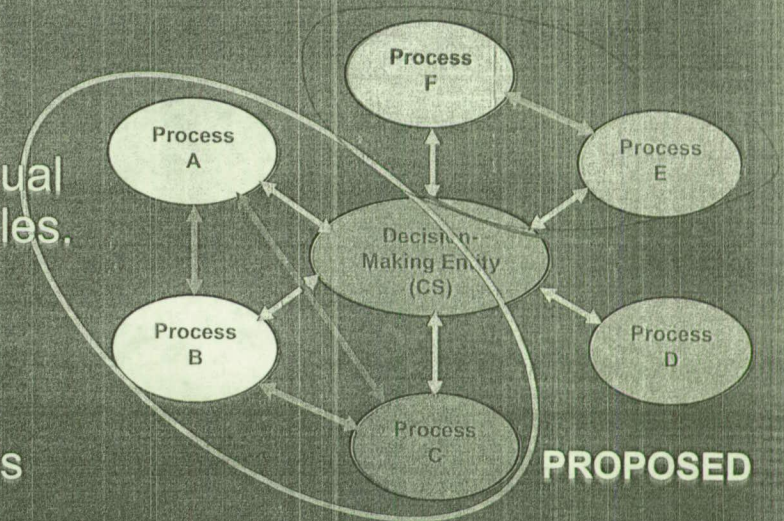 Process
F
Process
A
Process
E
ual
les.
Decision-
Making Entity
(CS)
Process
B
Process
D
Process
C
s
PROPOSED